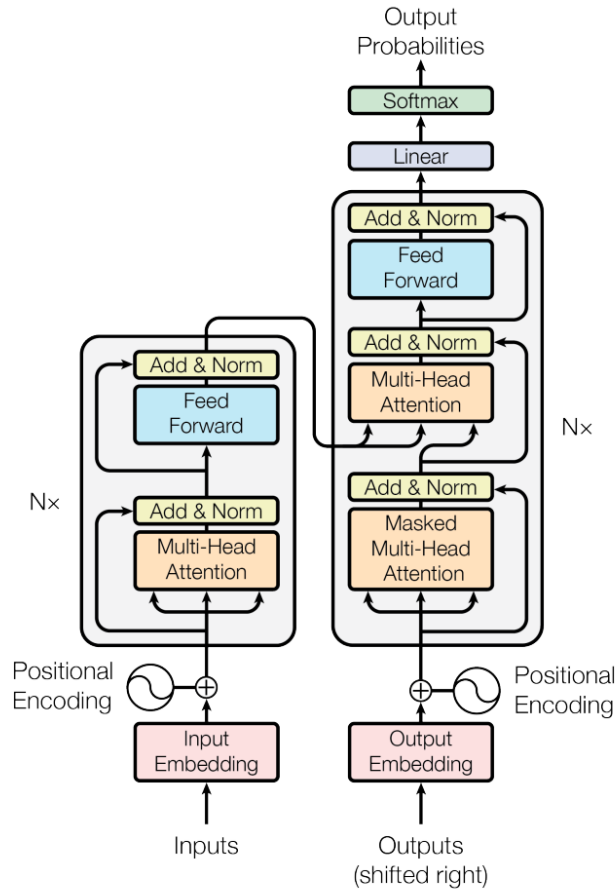 Output
Probabilities
Softmax
Linear
Add & Norm
Feed
Forward
Add & Norm
Multi-Head
Attention
Add & Norm
Masked
Multi-Head
Attention
N×
Add & Norm
Feed
Forward
Add & Norm
Multi-Head
Attention
N×
Positional
Encoding
Positional
Encoding
Input
Embedding
Output
Embedding
Inputs
Outputs
(shifted right)